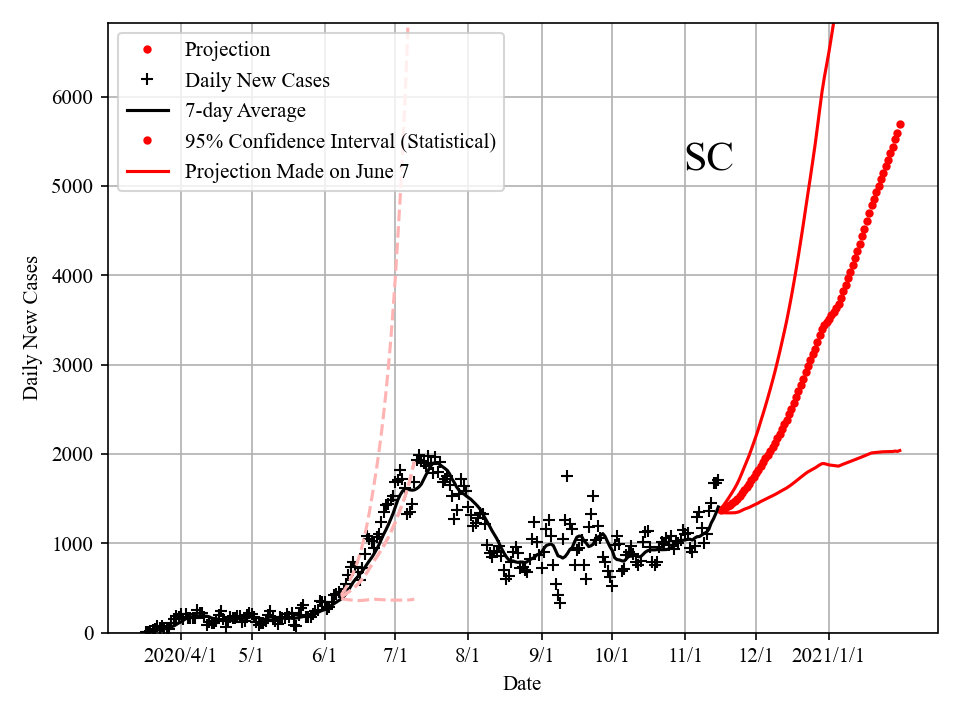 Projection
Daily New Cases
7-day Average
95% Confidence Interval (Statistical)
Projection Made on June 7
SC
Daily New Cases
6000
5000
4000
3000
2000
1000
0
2020/4/1 5/1 6/1 7/1 8/1 9/1 10/1 11/1 12/1 2021/1/1
Date